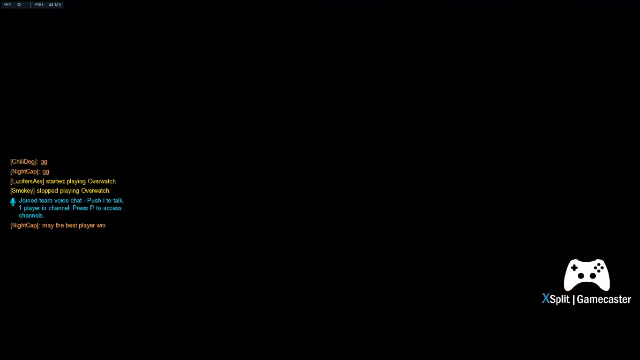 [ChiliDog]: gg
[NightCap]: gg
[LucifersAss] started playing Overwatch.
[Smokey] stopped playing Overwatch.
Joined team voice chat - Push I to talk.
1 player in channel. Press P to access
channels.
[NightCap]: may the best player win
XSplit | Gamecaster